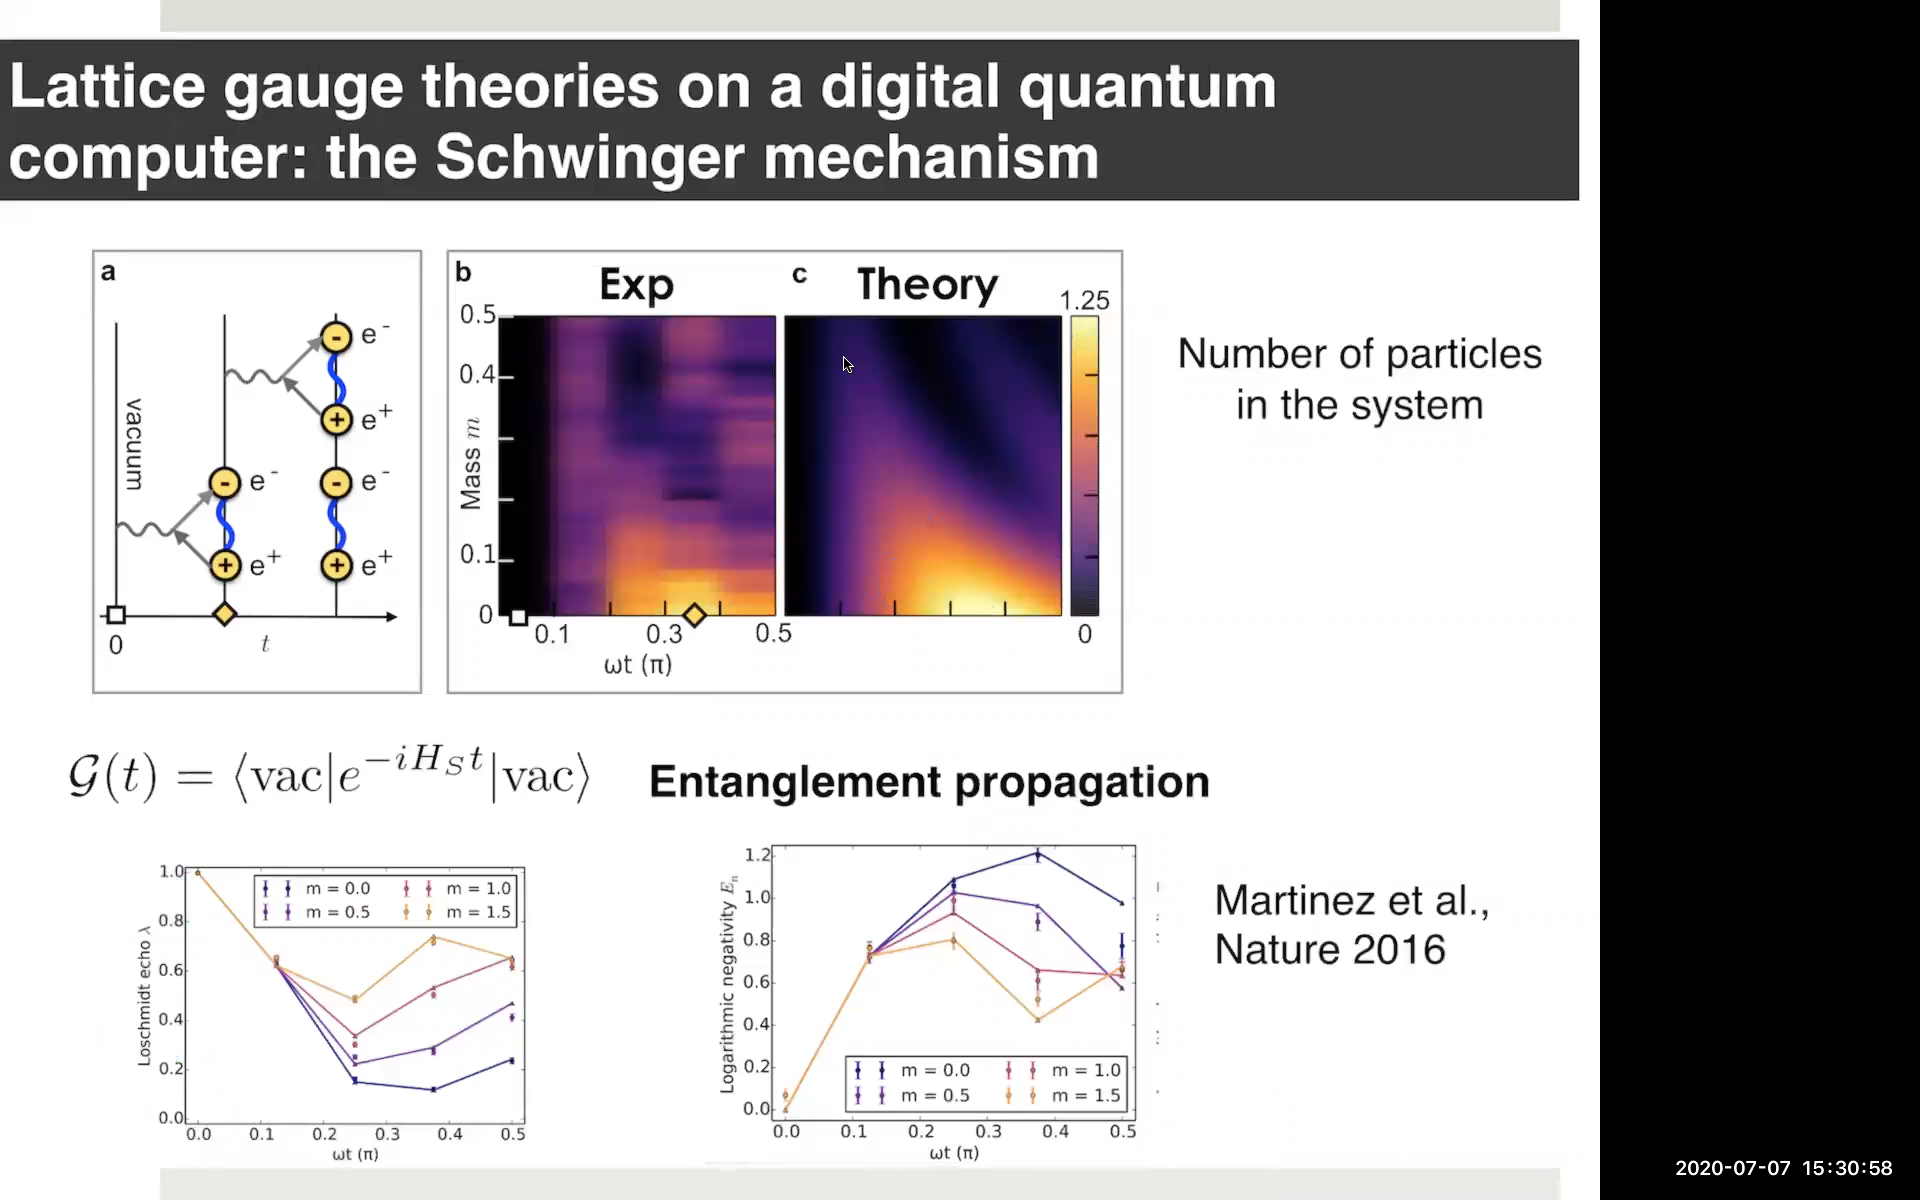 Lattice gauge theories on a digital quantum
computer: the Schwinger mechanism
a
vacuum
e⁻
e⁺
e⁻
e⁺
e⁻
e⁺
0
t
b
Exp
c
Theory
1.25
0.5
0.4
Mass m
0.1
0
0.1
0.3
0.5
0
ωt (π)
Number of particles
in the system
𝒢(t) = ⟨vac|e^{-iH_S t}|vac⟩
Entanglement propagation
Loschmidt echo λ
1.0
0.8
0.6
0.4
0.2
0.0
m = 0.0
m = 1.0
m = 0.5
m = 1.5
0.0 0.1 0.2 0.3 0.4 0.5
ωt (π)
Logarithmic negativity Eₙ
1.2
1.0
0.8
0.6
0.4
0.2
0.0
m = 0.0
m = 1.0
m = 0.5
m = 1.5
0.0 0.1 0.2 0.3 0.4 0.5
ωt (π)
Martinez et al.,
Nature 2016
2020-07-07 15:30:58